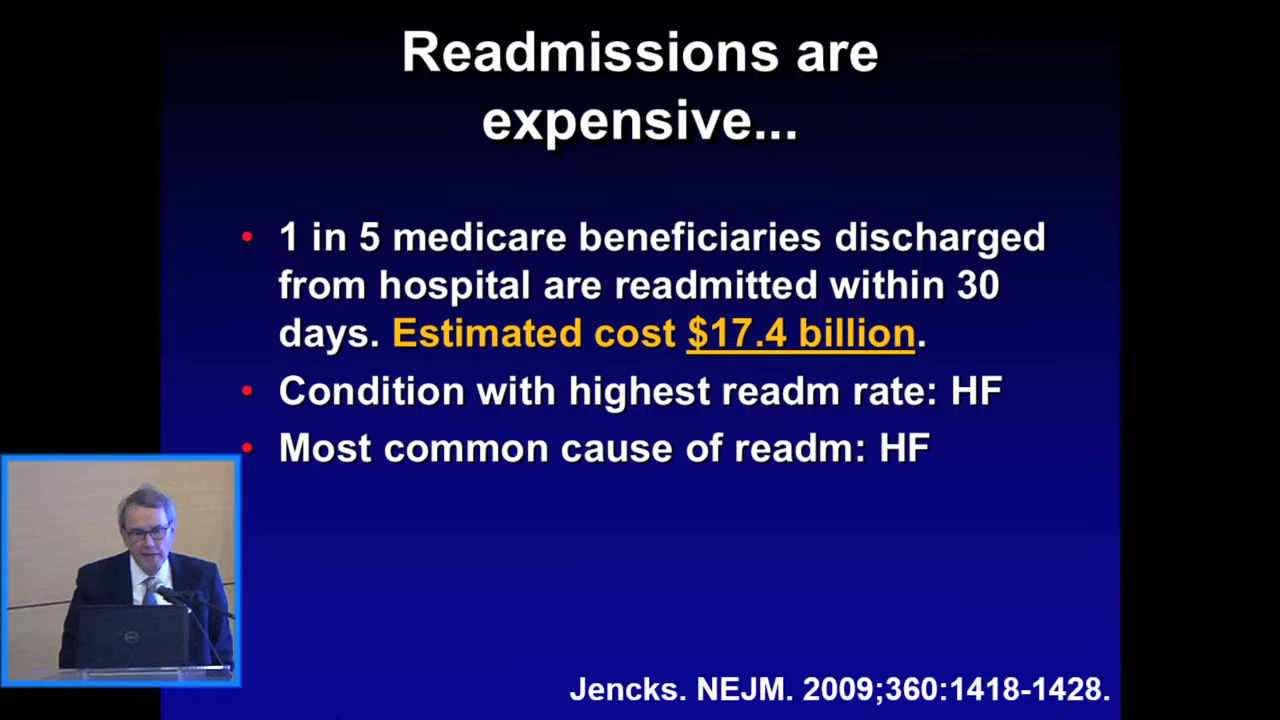 Readmissions are
expensive...
• 1 in 5 medicare beneficiaries discharged
from hospital are readmitted within 30
days. Estimated cost $17.4 billion.
• Condition with highest readm rate: HF
• Most common cause of readm: HF
Jencks. NEJM. 2009;360:1418-1428.